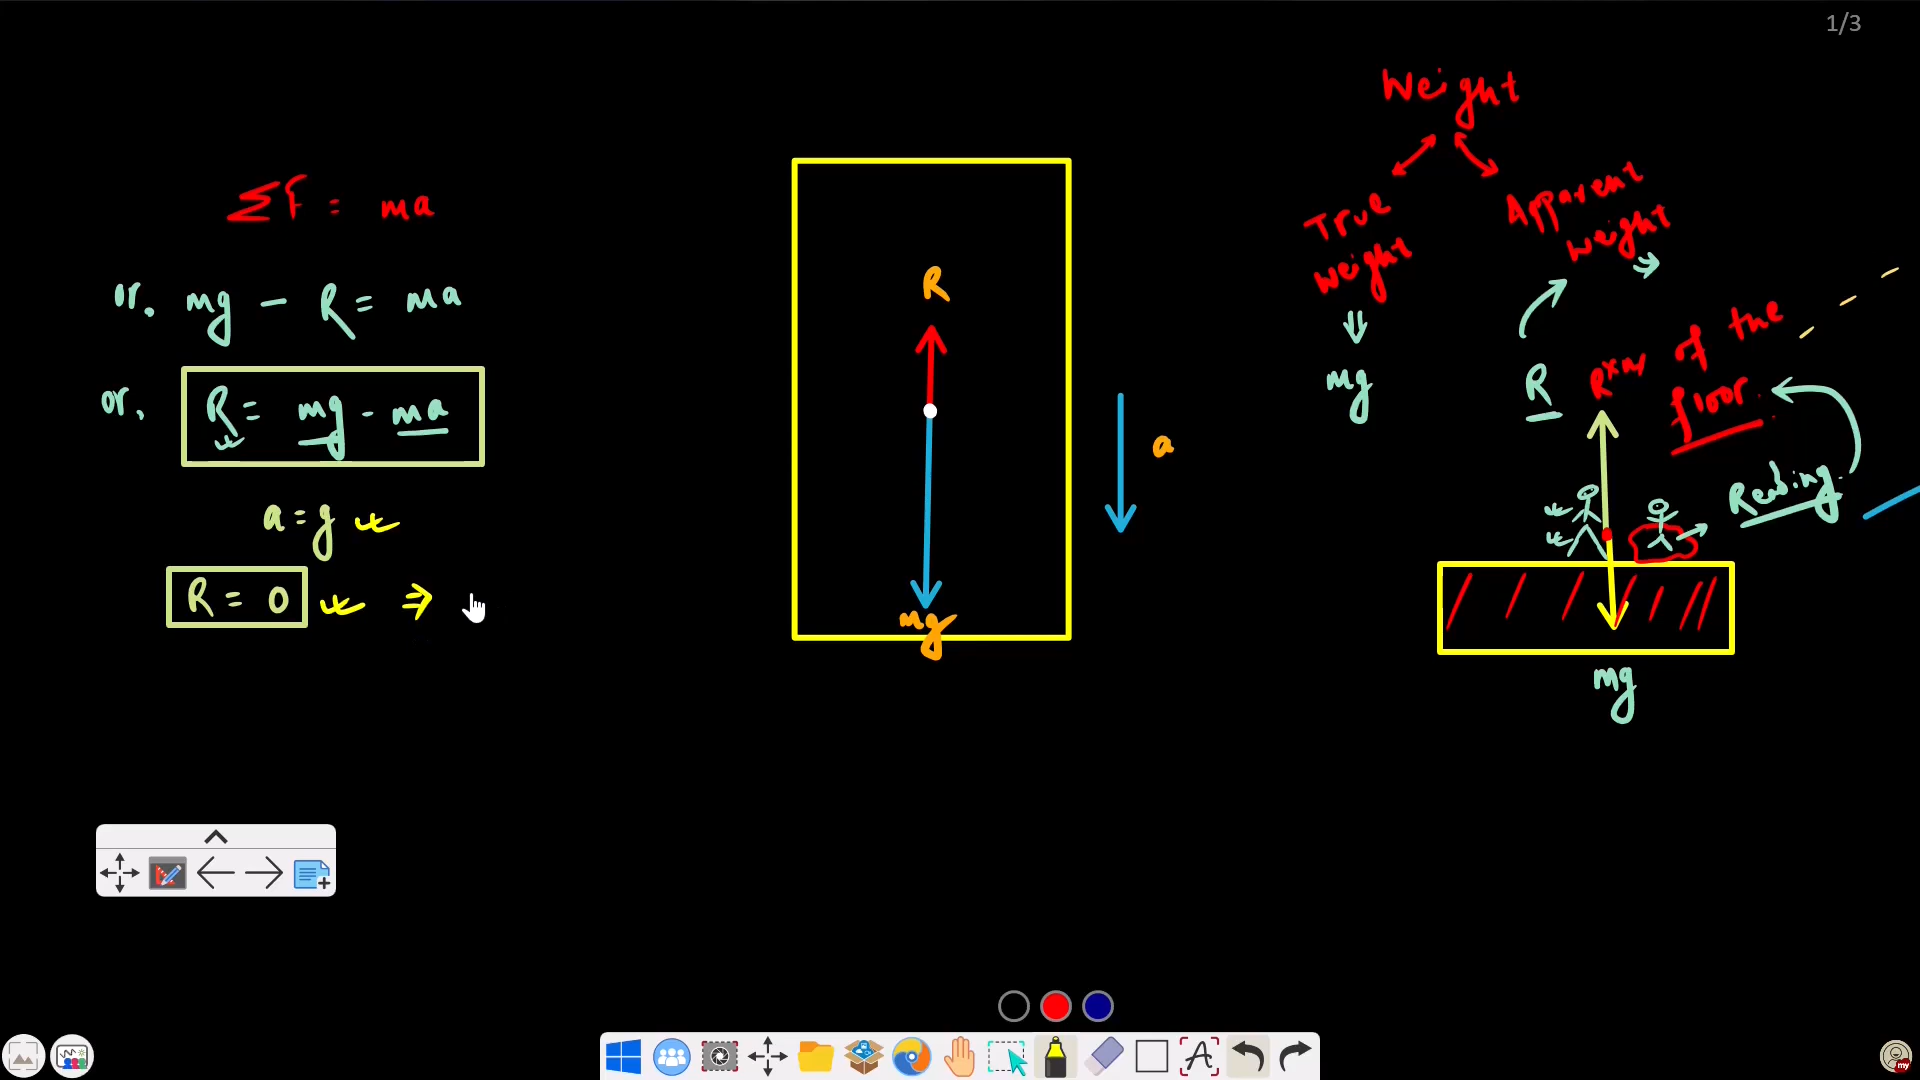 1/3
ΣF = ma
or. mg - R = ma
or. R = mg - ma
a = g
R = 0 ⇒
R
mg
a
Weight
True
weight
⇓
mg
Apparent
weight
R
Rxn of the
floor.
Reading.
mg